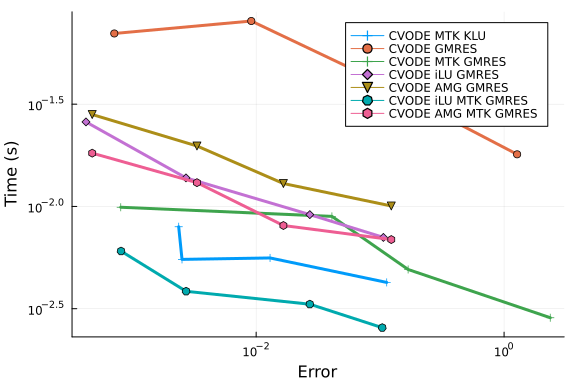 CVODE MTK KLU
CVODE GMRES
CVODE MTK GMRES
CVODE iLU GMRES
CVODE AMG GMRES
CVODE iLU MTK GMRES
CVODE AMG MTK GMRES
Time (s)
10^−1.5
10^−2.0
10^−2.5
10^−2
10^0
Error